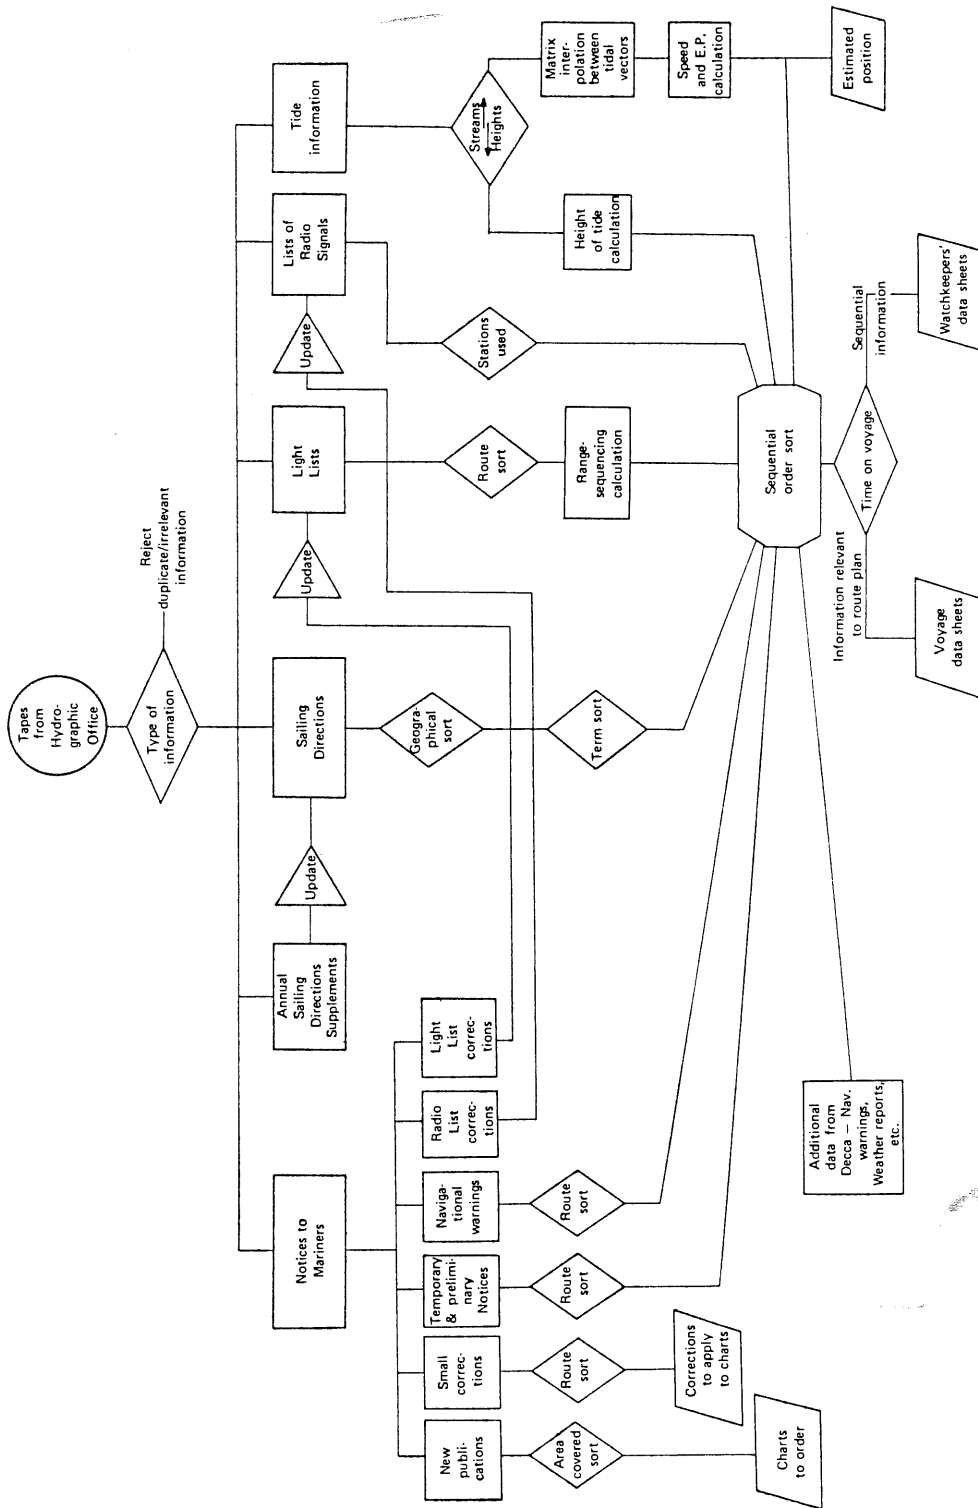 Tapes
from
Hydro-
graphic
Office
Type of
information
Reject
duplicate/irrelevant
information
Notices to
Mariners
Annual
Sailing
Directions
Supplements
Update
Sailing
Directions
Update
Light
Lists
Update
Lists of
Radio
Signals
Tide
information
New
publi-
cations
Small
correc-
tions
Temporary
& prelimi-
nary
Notices
Naviga-
tional
warnings
Radio
List
correc-
tions
Light
List
correc-
tions
Geogra-
phical
sort
Route
sort
Stations
used
Streams
Heights
Area
covered
sort
Route
sort
Route
sort
Route
sort
Term sort
Range-
sequencing
calculation
Height
of tide
calculation
Matrix
inter-
polation
between
tidal
vectors
Speed
and E.P.
calculation
Charts
to order
Corrections
to apply
to charts
Additional
data from
Decca – Nav.
warnings,
Weather reports,
etc.
Sequential
order sort
Estimated
position
Information relevant
to route plan
Time on voyage
Sequential
information
Voyage
data sheets
Watchkeepers'
data sheets